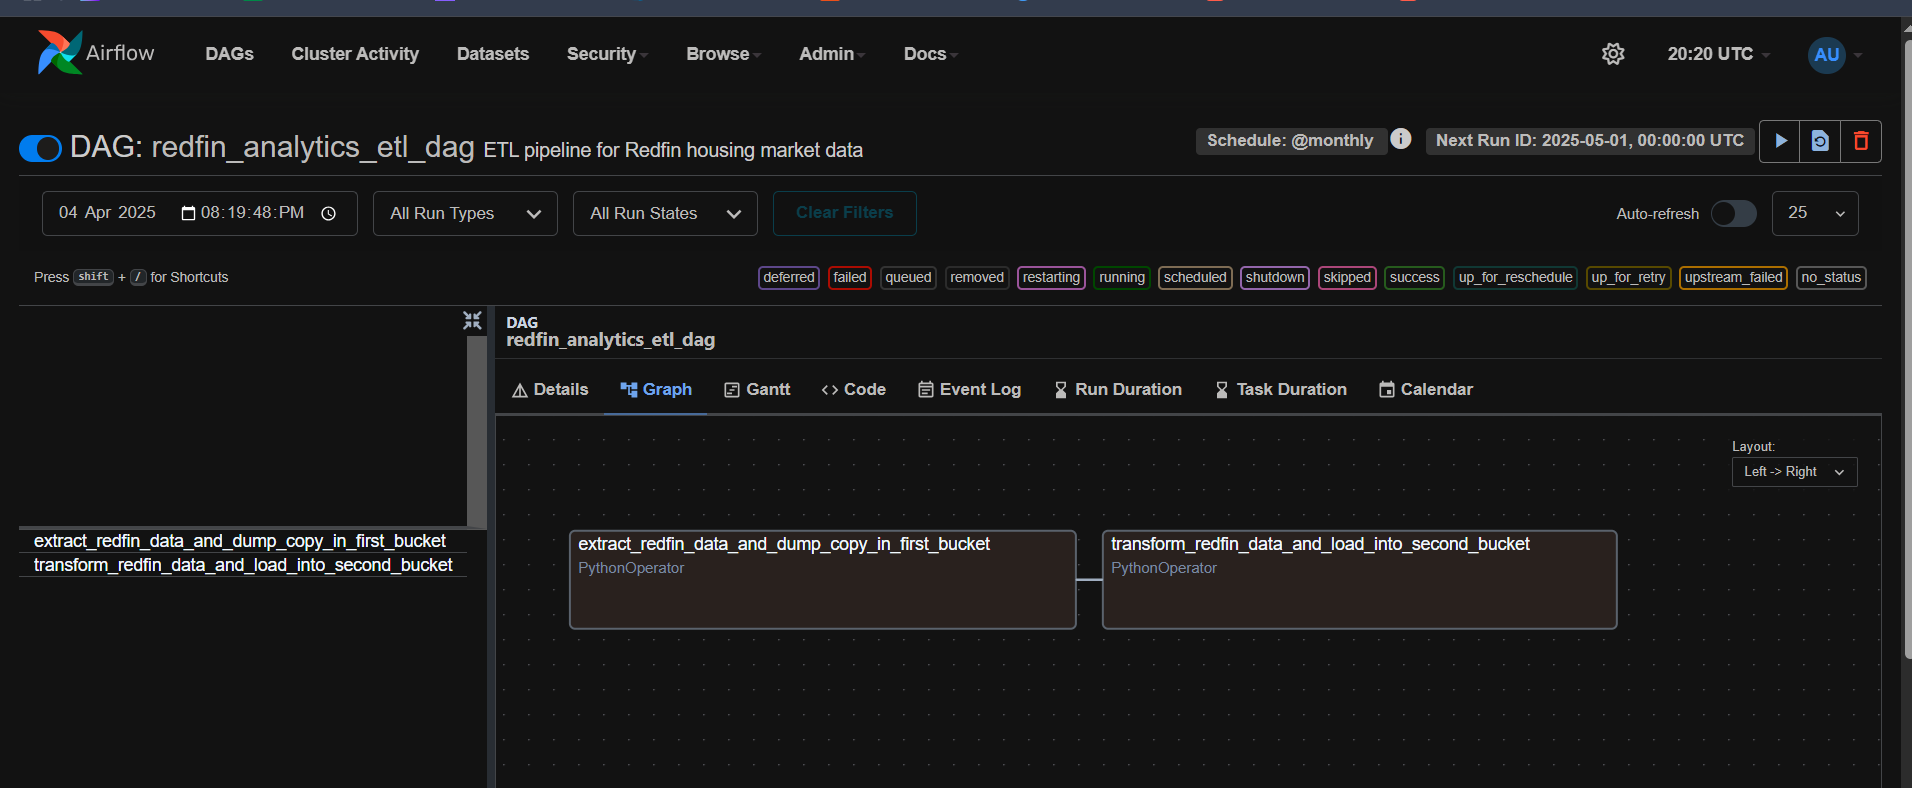 Airflow DAGs Cluster Activity Datasets Security Browse Admin Docs 20:20 UTC AU
DAG: redfin_analytics_etl_dag ETL pipeline for Redfin housing market data Schedule: @monthly i Next Run ID: 2025-05-01, 00:00:00 UTC
04 Apr 2025 08:19:48:PM All Run Types All Run States Clear Filters Auto-refresh 25
Press shift + / for Shortcuts deferred failed queued removed restarting running scheduled shutdown skipped success up_for_reschedule up_for_retry upstream_failed no_status
DAG
redfin_analytics_etl_dag
Details Graph Gantt <> Code Event Log Run Duration Task Duration Calendar
Layout:
Left -> Right
extract_redfin_data_and_dump_copy_in_first_bucket
transform_redfin_data_and_load_into_second_bucket
extract_redfin_data_and_dump_copy_in_first_bucket
PythonOperator
transform_redfin_data_and_load_into_second_bucket
PythonOperator